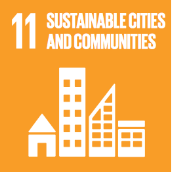 11 SUSTAINABLE CITIES
AND COMMUNITIES